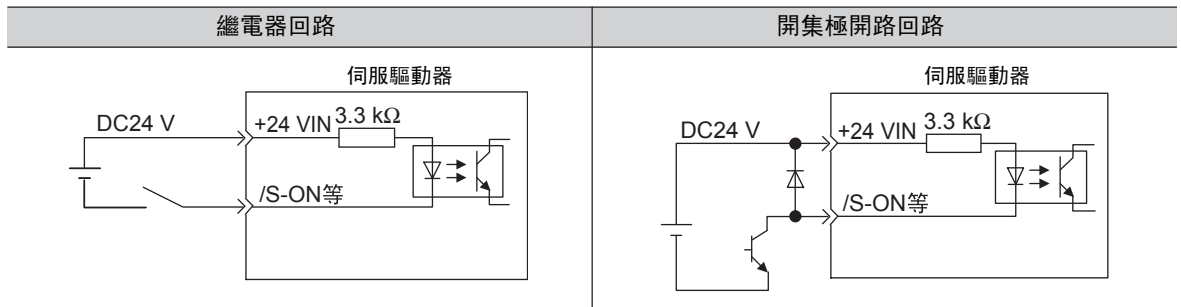 繼電器回路
開集極開路回路
伺服驅動器
DC24 V
+24 VIN
3.3 kΩ
/S-ON等
伺服驅動器
DC24 V
+24 VIN
3.3 kΩ
/S-ON等